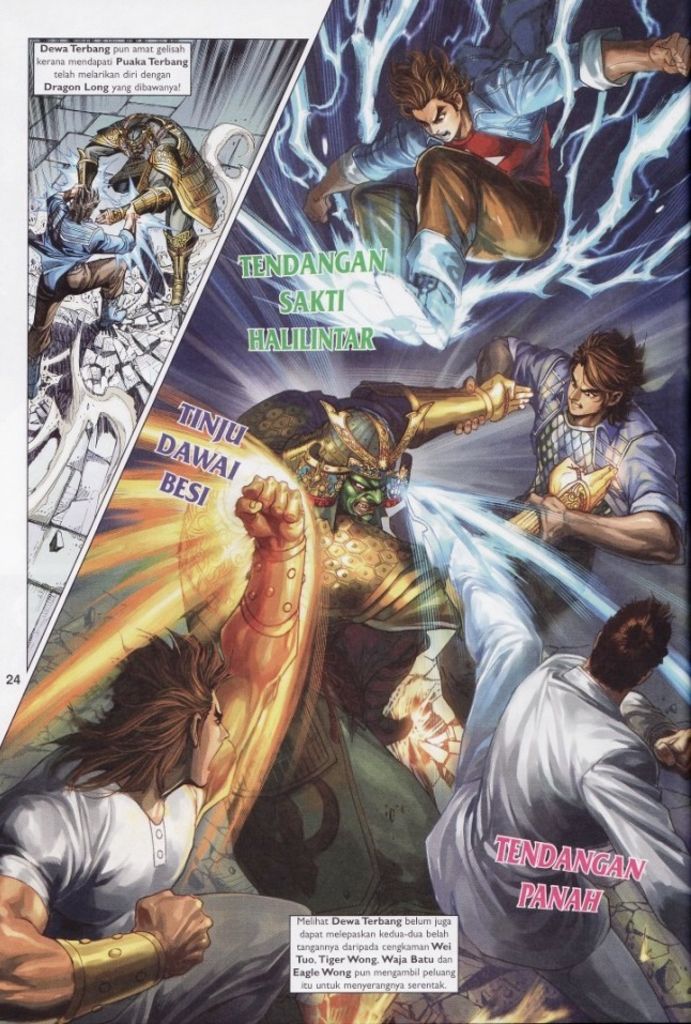 Dewa Terbang pun amat gelisah
kerana mendapati Puaka Terbang
telah melarikan diri dengan
Dragon Long yang dibawanya!
TENDANGAN
SAKTI
HALILINTAR
TINJU
DAWAI
BESI
24
TENDANGAN
PANAH
Melihat Dewa Terbang belum juga
dapat melepaskan kedua-dua belah
tangannya daripada cengkaman Wei
Tuo, Tiger Wong, Waja Batu dan
Eagle Wong pun mengambil peluang
itu untuk menyerangnya serentak.